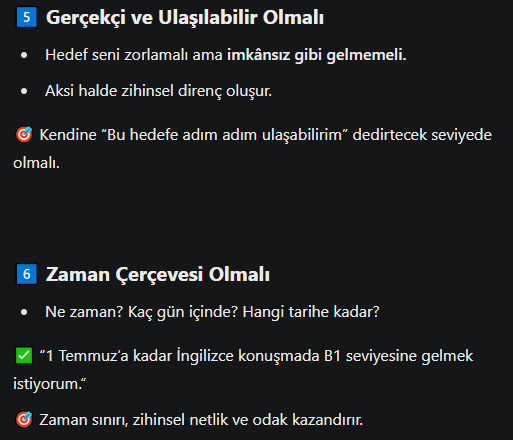 5️⃣ Gerçekçi ve Ulaşılabilir Olmalı
• Hedef seni zorlamalı ama imkânsız gibi gelmemeli.
• Aksi halde zihinsel direnç oluşur.
🎯 Kendine “Bu hedefe adım adım ulaşabilirim” dedirtecek seviyede
olmalı.
6️⃣ Zaman Çerçevesi Olmalı
• Ne zaman? Kaç gün içinde? Hangi tarihe kadar?
✅ “1 Temmuz’a kadar İngilizce konuşmada B1 seviyesine gelmek
istiyorum.”
🎯 Zaman sınırı, zihinsel netlik ve odak kazandırır.